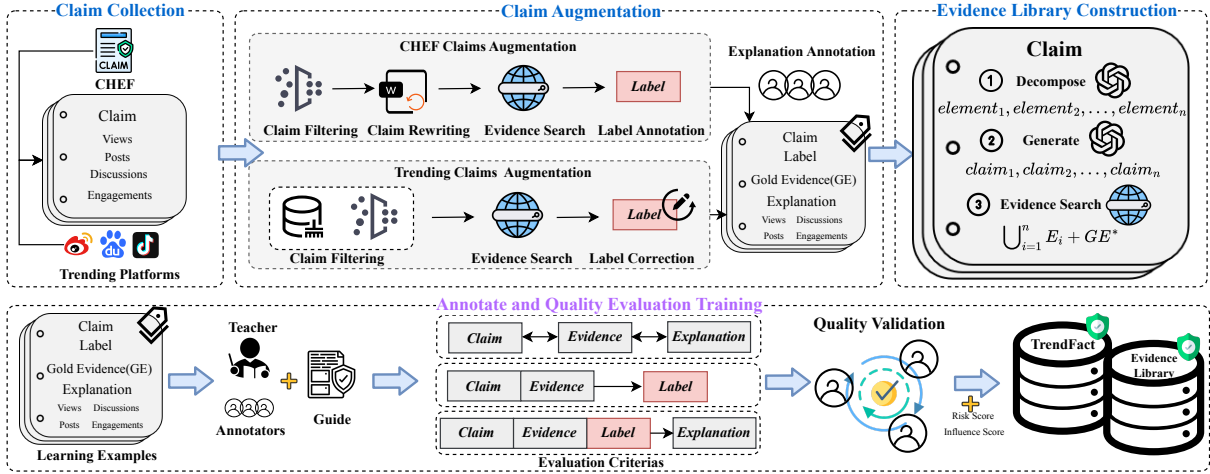 Claim Collection
CLAIM
CHEF
Claim
Views
Posts
Discussions
Engagements
du
Trending Platforms
Claim Augmentation
CHEF Claims Augmentation
W
Label
Claim Filtering
Claim Rewriting
Evidence Search
Label Annotation
Trending Claims Augmentation
Label
Claim Filtering
Evidence Search
Label Correction
Explanation Annotation
Claim
Label
Gold Evidence(GE)
Explanation
Views Discussions
Posts Engagements
Evidence Library Construction
Claim
1 Decompose
element₁, element₂, . . . , elementₙ
2 Generate
claim₁, claim₂, . . . , claimₙ
3 Evidence Search
⋃ⁿᵢ₌₁ Eᵢ + GE*
Annotate and Quality Evaluation Training
Claim
Label
Gold Evidence(GE)
Explanation
Views Discussions
Posts Engagements
Learning Examples
Teacher
Annotators
Guide
Claim Evidence Explanation
Claim Evidence Label
Claim Evidence Label Explanation
Evaluation Criterias
Quality Validation
Risk Score
Influence Score
TrendFact
Evidence
Library